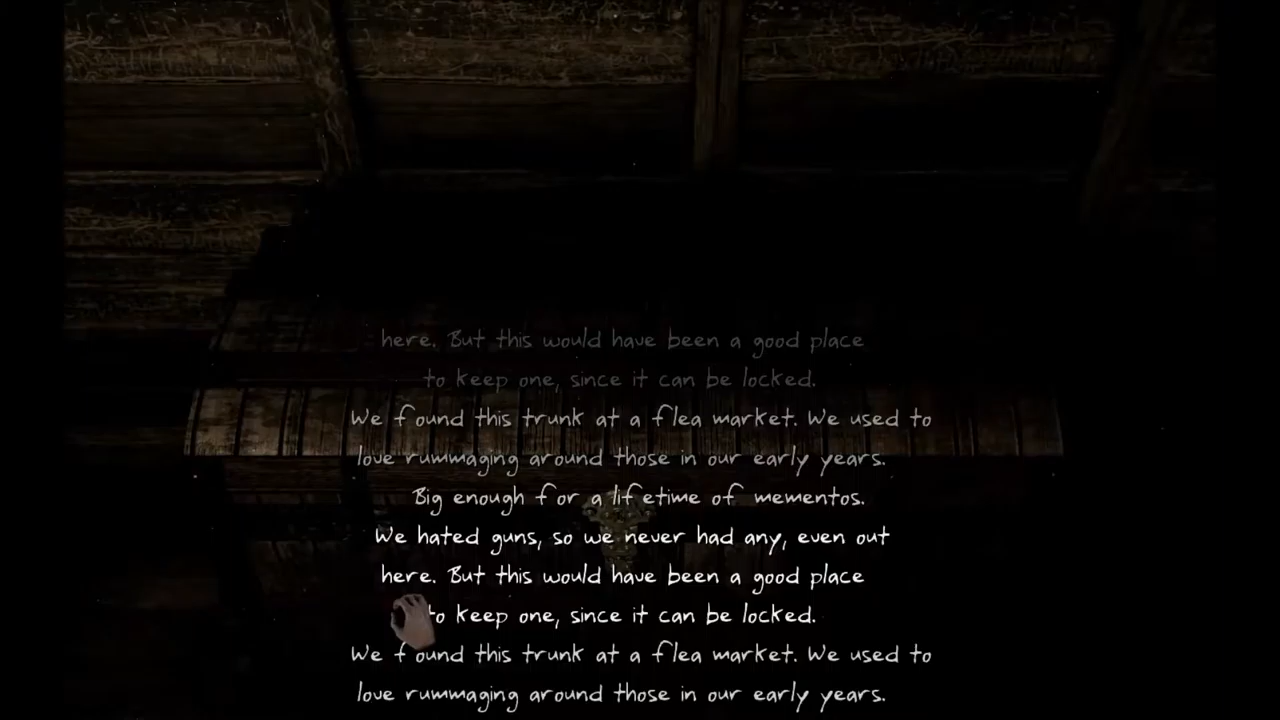 here. But this would have been a good place
to keep one, since it can be locked.
We found this trunk at a flea market. We used to
love rummaging around those in our early years.
Big enough for a lifetime of mementos.
We hated guns, so we never had any, even out
here. But this would have been a good place
to keep one, since it can be locked.
We found this trunk at a flea market. We used to
love rummaging around those in our early years.